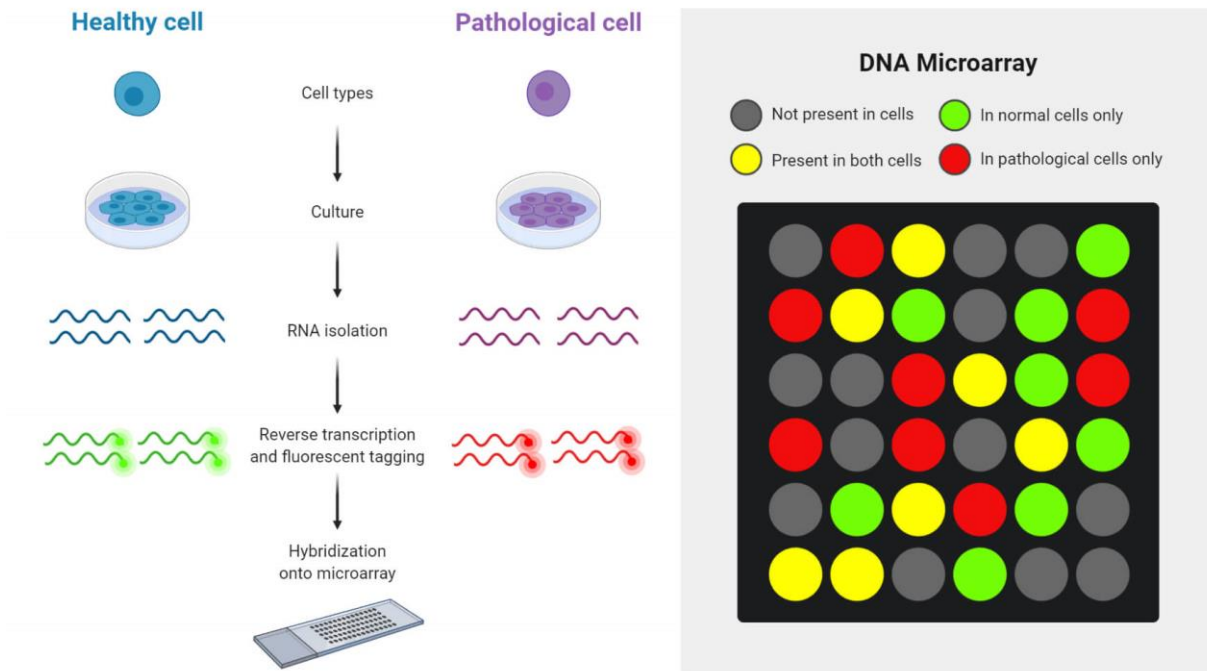 Healthy cell
Pathological cell
Cell types
Culture
RNA isolation
Reverse transcription
and fluorescent tagging
Hybridization
onto microarray
DNA Microarray
Not present in cells
In normal cells only
Present in both cells
In pathological cells only